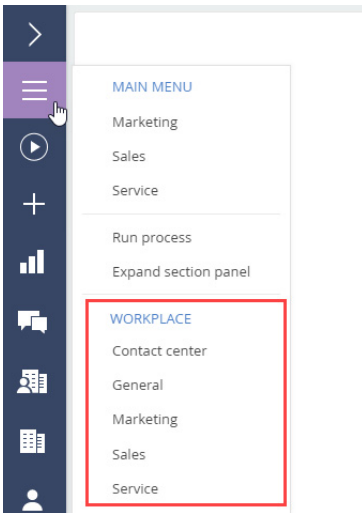 MAIN MENU
Marketing
Sales
Service
Run process
Expand section panel
WORKPLACE
Contact center
General
Marketing
Sales
Service